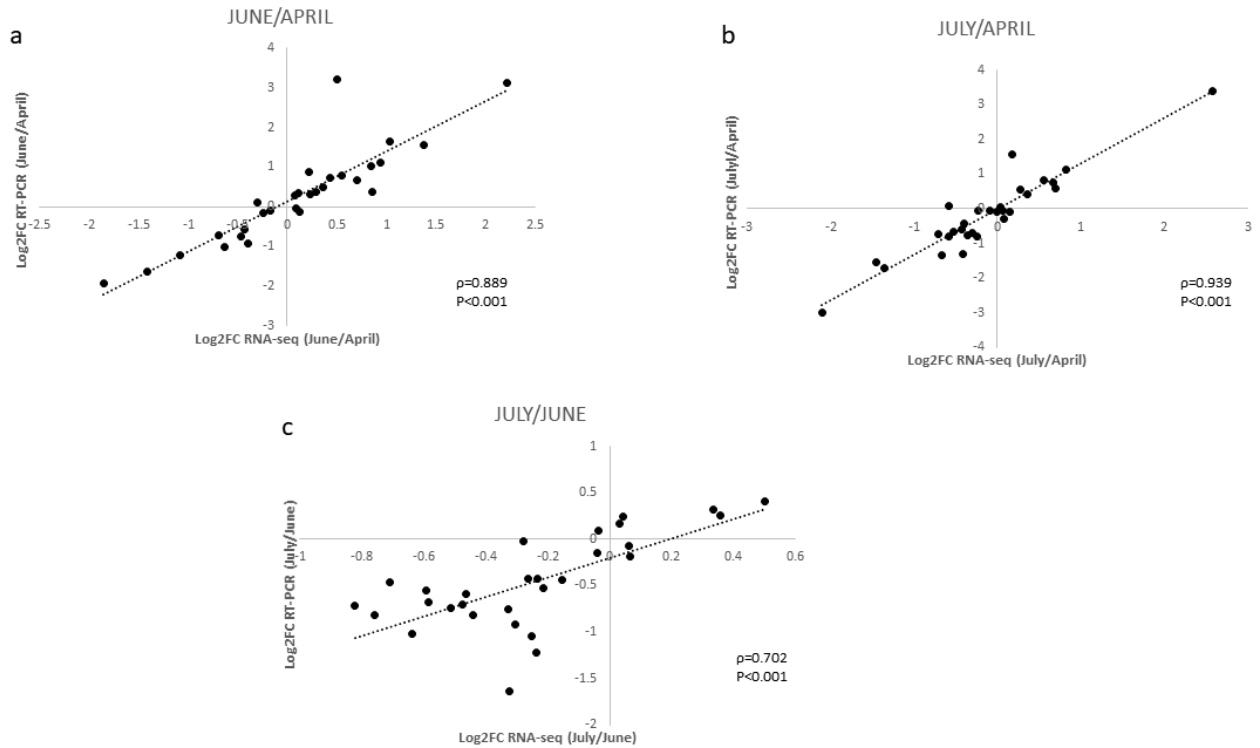 JUNE/APRIL
a
4
3
2
1
0
-2.5
-2
-1.5
-1
-0.5
0
0.5
1
1.5
2
2.5
-1
-2
-3
Log2FC RT-PCR (June/April)
Log2FC RNA-seq (June/April)
ρ=0.889
P<0.001
b
JULY/APRIL
4
3
2
1
0
-3
-2
-1
0
1
2
3
-1
-2
-3
-4
Log2FC RT-PCR (Julyl/April)
Log2FC RNA-seq (July/April)
ρ=0.939
P<0.001
JULY/JUNE
c
1
0.5
0
-1
-0.8
-0.6
-0.4
-0.2
0.0
0.2
0.4
0.6
-0.5
-1
-1.5
-2
Log2FC RT-PCR (July/June)
Log2FC RNA-seq (July/June)
ρ=0.702
P<0.001